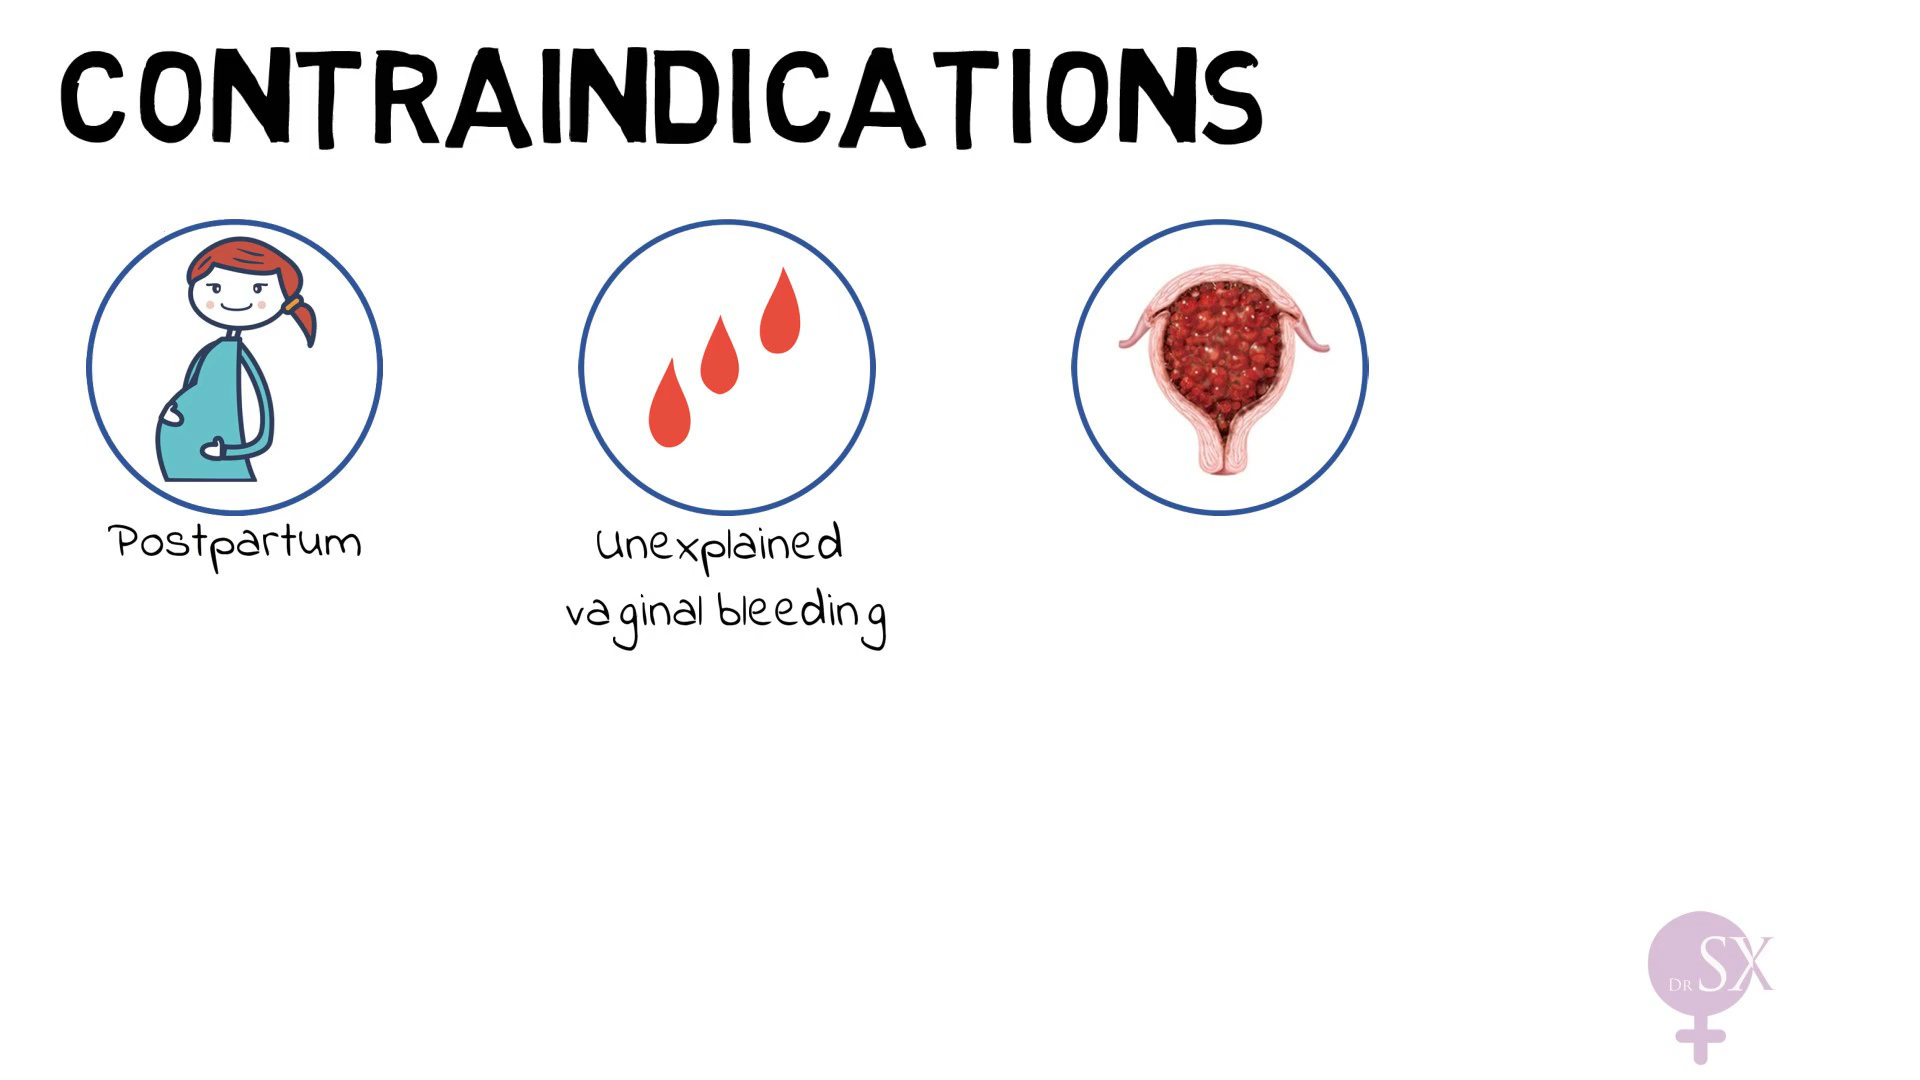 CONTRAINDICATIONS
Postpartum
Unexplained
vaginal bleeding
DR SX